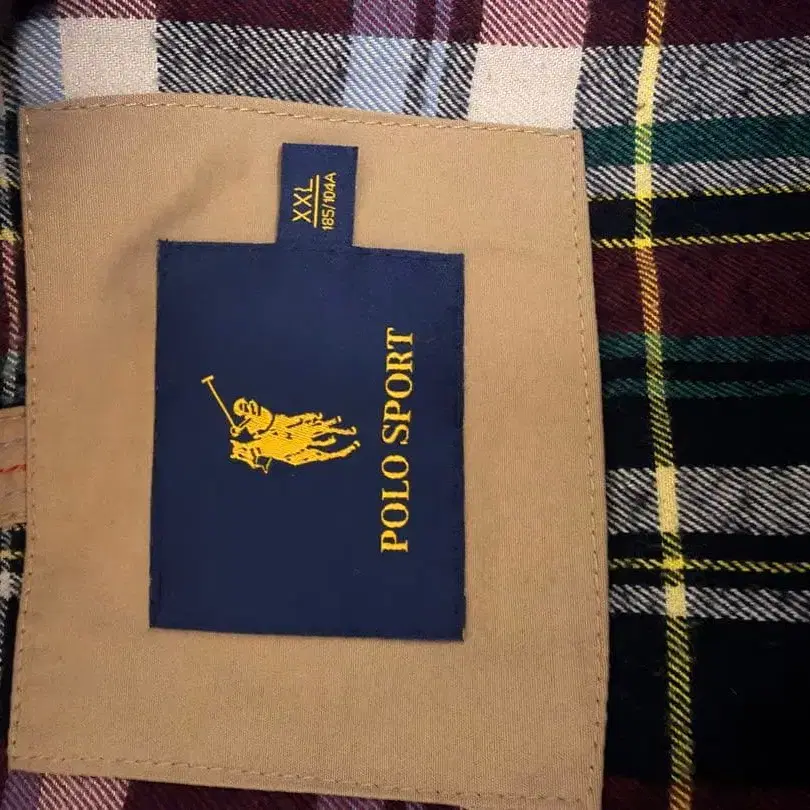 XXL
185/104A
POLO SPORT